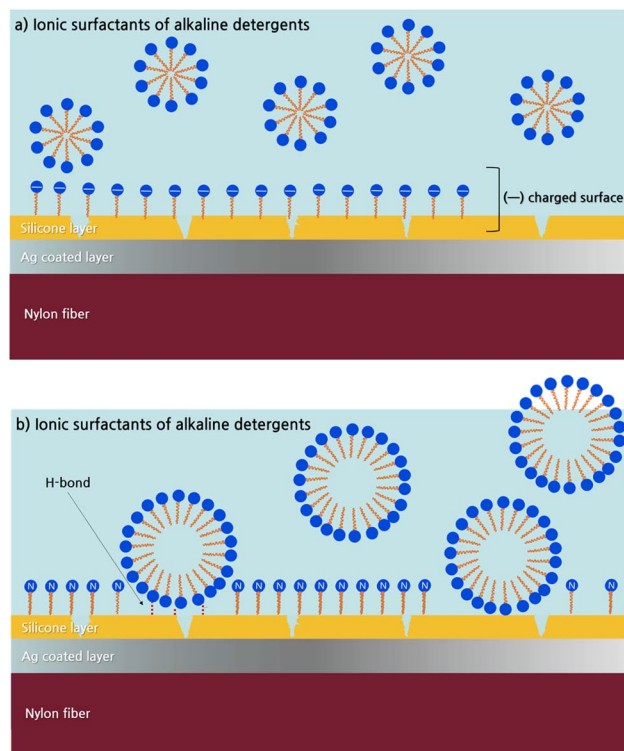 a) Ionic surfactants of alkaline detergents
(—) charged surface
Silicone layer
Ag coated layer
Nylon fiber
b) Ionic surfactants of alkaline detergents
H-bond
N N N N N N N N N N N N N N N N N
Silicone layer
Ag coated layer
Nylon fiber